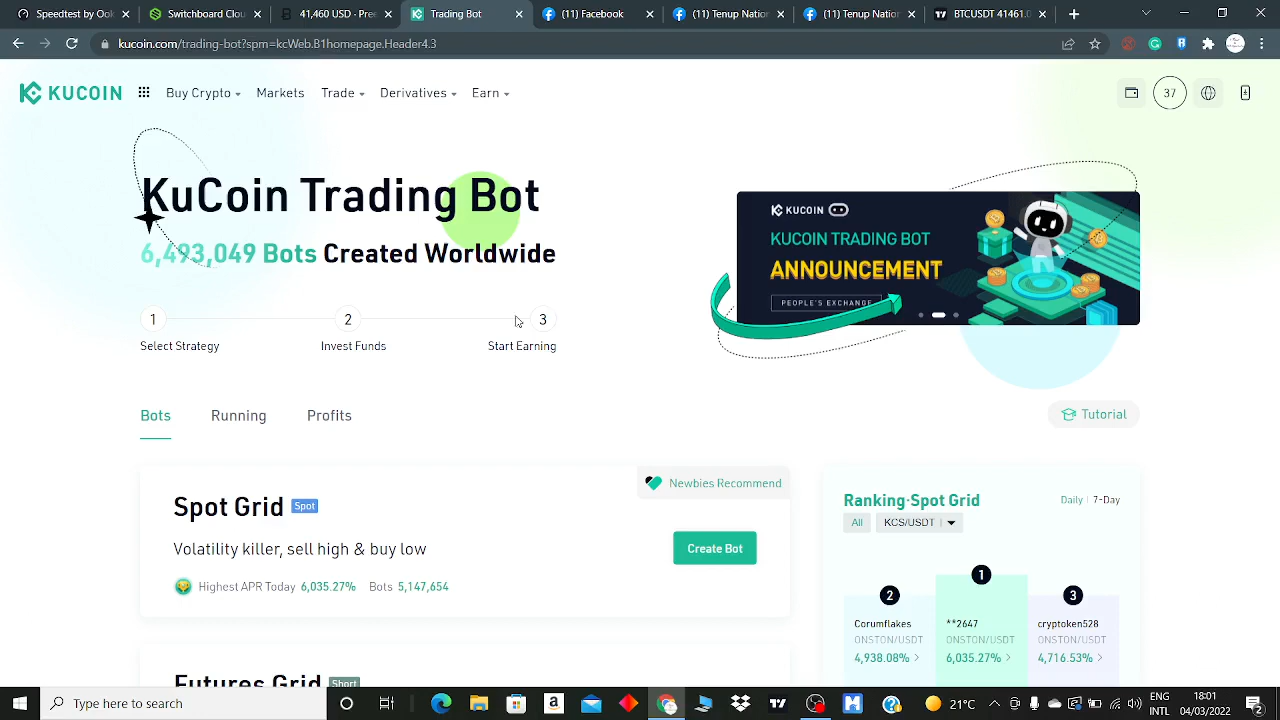 Speedtest by Ook
Switchboard Clou
41,460 USD - Pre
Trading Bot
(11) Facebook
(11) Tenup Nation
(11) Tenup Nation
BTCUSDT 41461.0
kucoin.com/trading-bot?spm=kcWeb.B1homepage.Header4.3
KUCOIN
Buy Crypto
Markets
Trade
Derivatives
Earn
37
KuCoin Trading Bot
6,493,049 Bots Created Worldwide
1
2
3
Select Strategy
Invest Funds
Start Earning
KUCOIN
KUCOIN TRADING BOT
ANNOUNCEMENT
PEOPLE'S EXCHANGE
Bots
Running
Profits
Tutorial
Newbies Recommend
Spot Grid Spot
Volatility killer, sell high & buy low
Create Bot
Highest APR Today 6,035.27% Bots 5,147,654
Ranking·Spot Grid
Daily | 7-Day
All
KCS/USDT
1
2
3
Corumflakes
**2647
cryptoken528
ONSTON/USDT
ONSTON/USDT
ONSTON/USDT
4,938.08%
6,035.27%
4,716.53%
Futures Grid Short
Type here to search
21°C
ENG
INTL
18:01
04/03/2022
2